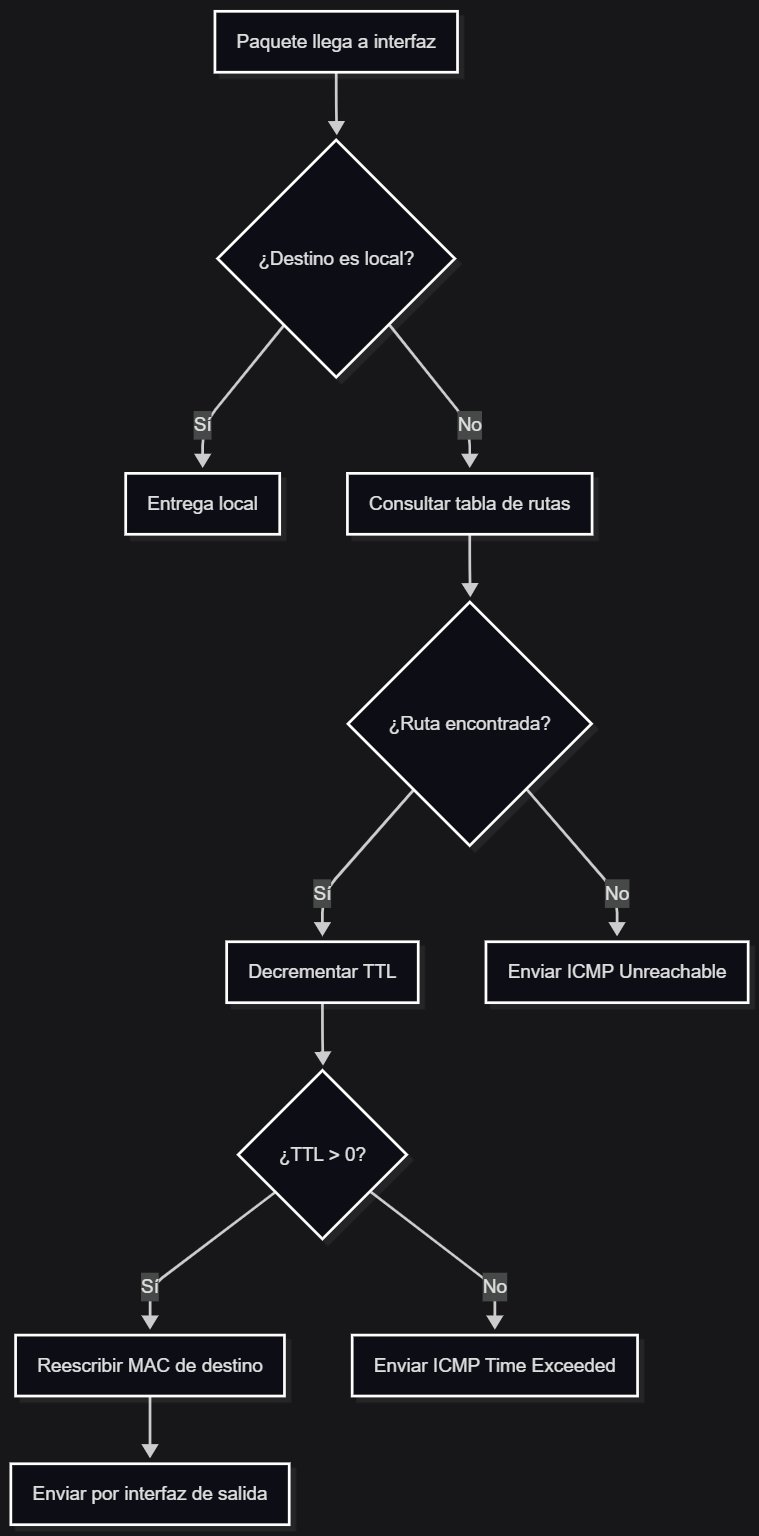 Paquete llega a interfaz
¿Destino es local?
Sí
No
Entrega local
Consultar tabla de rutas
¿Ruta encontrada?
Sí
No
Decrementar TTL
Enviar ICMP Unreachable
¿TTL > 0?
Sí
No
Reescribir MAC de destino
Enviar ICMP Time Exceeded
Enviar por interfaz de salida